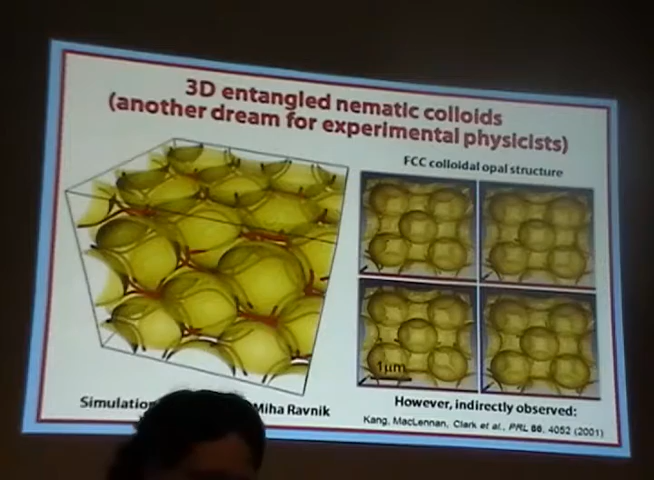 3D entangled nematic colloids
(another dream for experimental physicists)
FCC colloidal opal structure
1μm
Simulation Miha Ravnik
However, indirectly observed:
Kang, MacLennan, Clark et al., PRL 86, 4052 (2001)